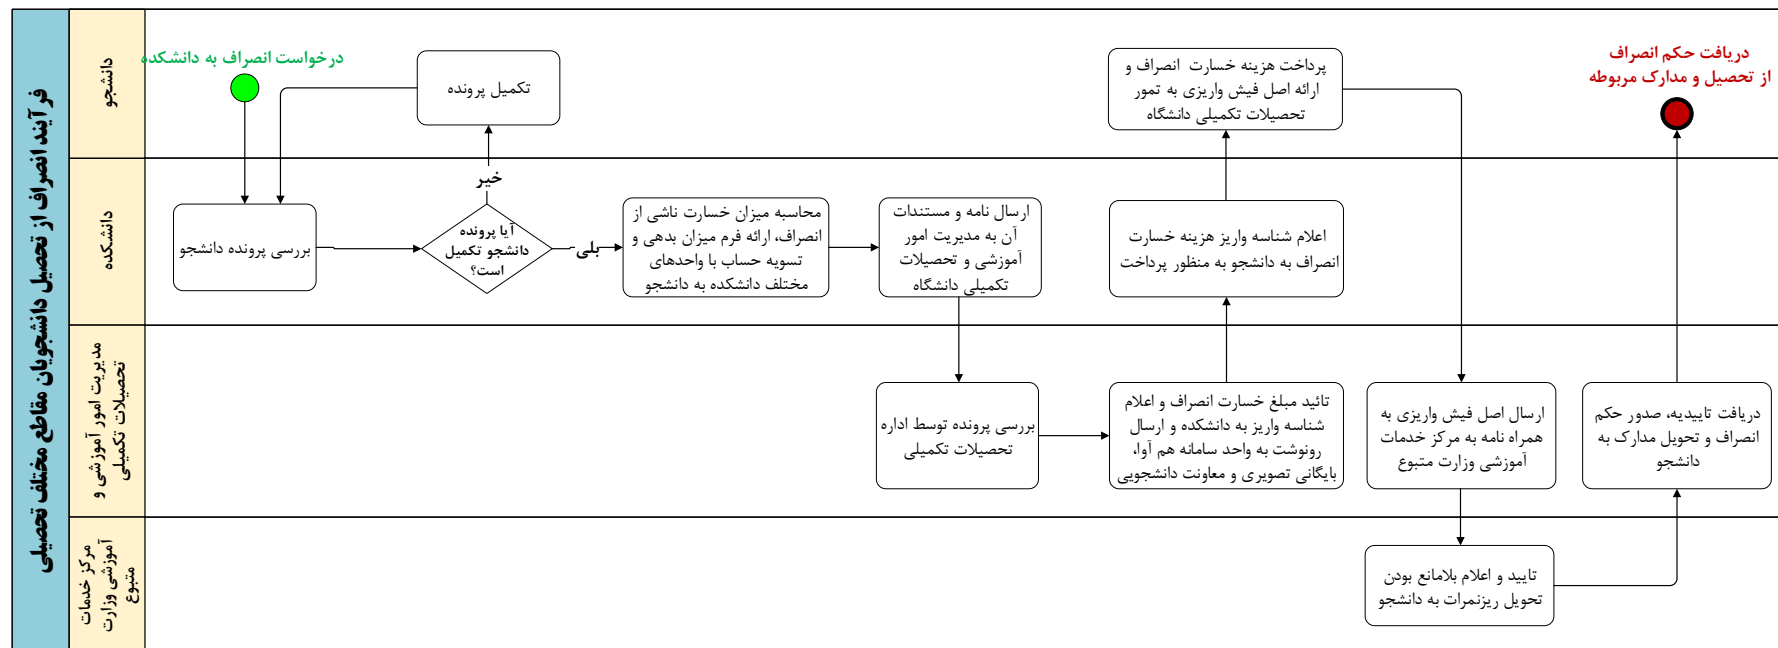 فرآیند انصراف از تحصیل دانشجویان مقاطع مختلف تحصیلی
دانشجو
درخواست انصراف به دانشکده
تکمیل پرونده
پرداخت هزینه خسارت انصراف و
ارائه اصل فیش واریزی به تمور
تحصیلات تکمیلی دانشگاه
دریافت حکم انصراف
از تحصیل و مدارک مربوطه
دانشکده
بررسی پرونده دانشجو
خیر
آیا پرونده
دانشجو تکمیل
است؟
بلی
محاسبه میزان خسارت ناشی از
انصراف، ارائه فرم میزان بدهی و
تسویه حساب با واحدهای
مختلف دانشکده به دانشجو
ارسال نامه و مستندات
آن به مدیریت امور
آموزشی و تحصیلات
تکمیلی دانشگاه
اعلام شناسه واریز هزینه خسارت
انصراف به دانشجو به منظور پرداخت
مدیریت امور آموزشی و
تحصیلات تکمیلی
بررسی پرونده توسط اداره
تحصیلات تکمیلی
تائید مبلغ خسارت انصراف و اعلام
شناسه واریز به دانشکده و ارسال
رونوشت به واحد سامانه هم آوا،
بایگانی تصویری و معاونت دانشجویی
ارسال اصل فیش واریزی به
همراه نامه به مرکز خدمات
آموزشی وزارت متبوع
دریافت تاییدیه، صدور حکم
انصراف و تحویل مدارک به
دانشجو
مرکز خدمات
آموزشی وزارت
متبوع
تایید و اعلام بلامانع بودن
تحویل ریزنمرات به دانشجو